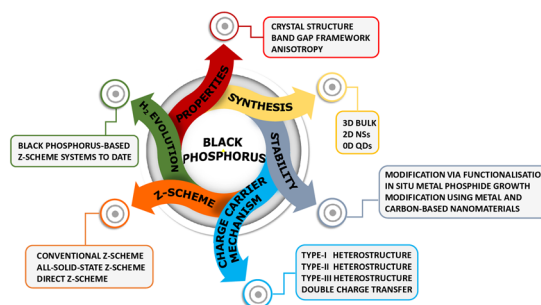 CRYSTAL STRUCTURE
BAND GAP FRAMEWORK
ANISOTROPY
PROPERTIES
SYNTHESIS
3D BULK
2D NSs
0D QDs
STABILITY
MODIFICATION VIA FUNCTIONALISATION
IN SITU METAL PHOSPHIDE GROWTH
MODIFICATION USING METAL AND
CARBON-BASED NANOMATERIALS
BLACK
PHOSPHORUS
CHARGE CARRIER
MECHANISM
TYPE-I HETEROSTRUCTURE
TYPE-II HETEROSTRUCTURE
TYPE-III HETEROSTRUCTURE
DOUBLE CHARGE TRANSFER
Z-SCHEME
CONVENTIONAL Z-SCHEME
ALL-SOLID-STATE Z-SCHEME
DIRECT Z-SCHEME
H₂ EVOLUTION
BLACK PHOSPHORUS-BASED
Z-SCHEME SYSTEMS TO DATE